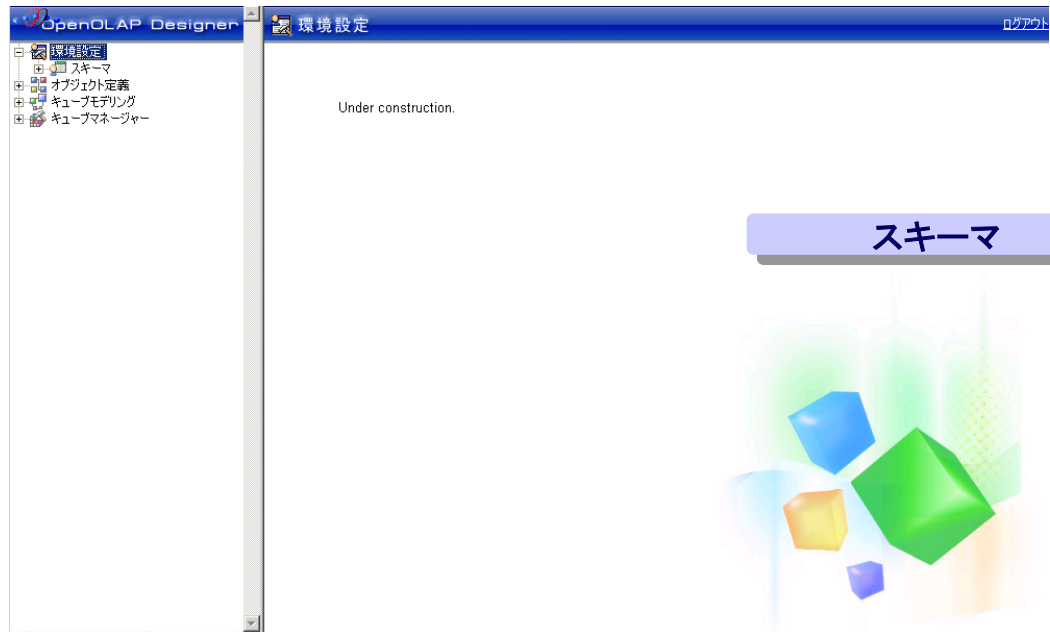 OpenOLAP Designer
環境設定
スキーマ
オブジェクト定義
キューブモデリング
キューブマネージャー
環境設定
ログアウト
Under construction.
スキーマ